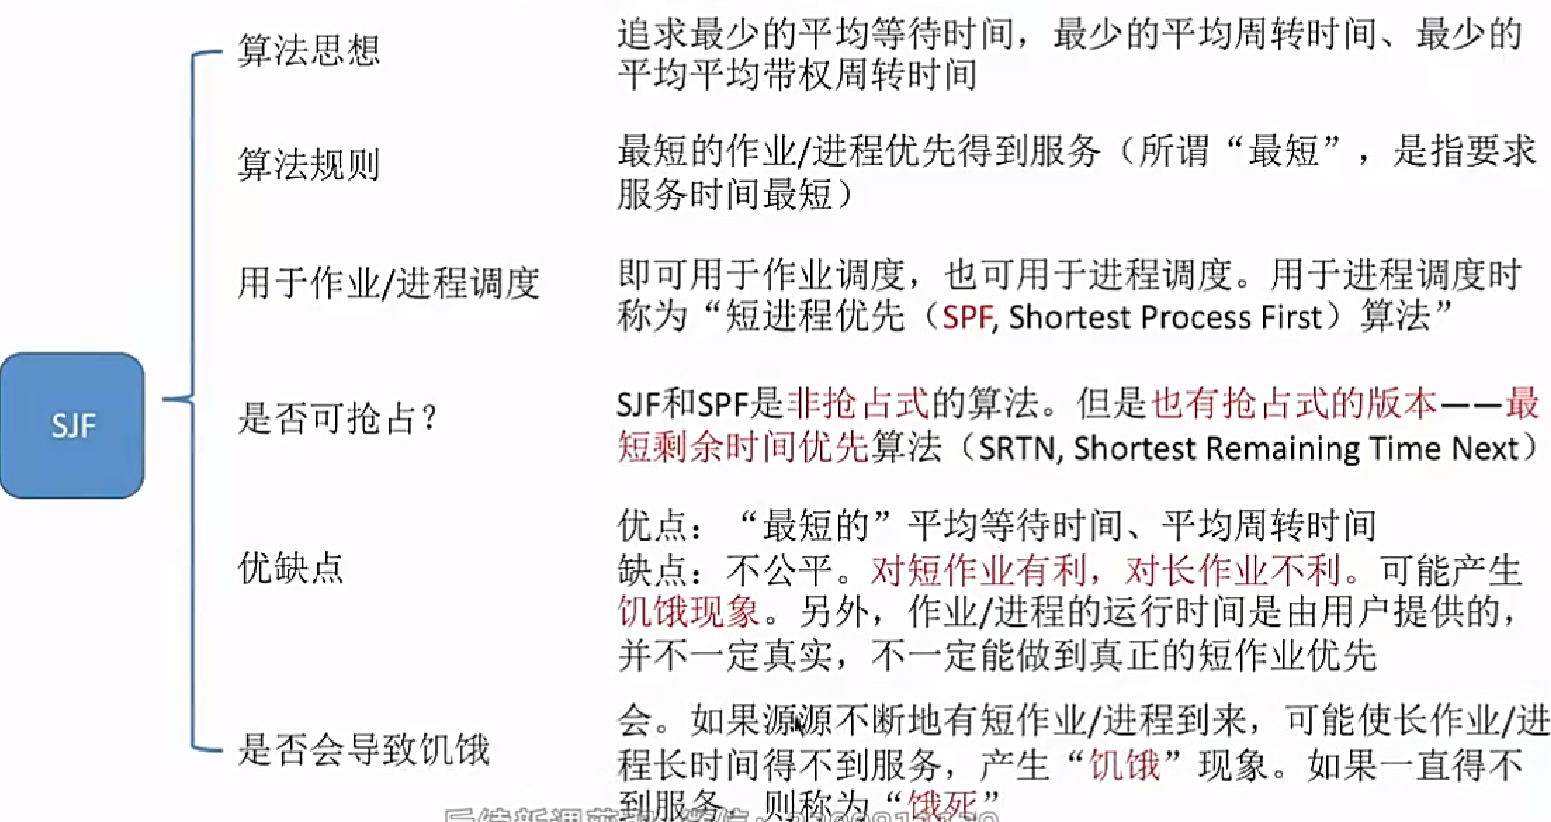 SJF
算法思想
追求最少的平均等待时间，最少的平均周转时间、最少的
平均平均带权周转时间
算法规则
最短的作业/进程优先得到服务（所谓“最短”，是指要求
服务时间最短）
用于作业/进程调度
即可用于作业调度，也可用于进程调度。用于进程调度时
称为“短进程优先（SPF, Shortest Process First）算法”
是否可抢占？
SJF和SPF是非抢占式的算法。但是也有抢占式的版本——最
短剩余时间优先算法（SRTN, Shortest Remaining Time Next）
优缺点
优点：“最短的”平均等待时间、平均周转时间
缺点：不公平。对短作业有利，对长作业不利。可能产生
饥饿现象。另外，作业/进程的运行时间是由用户提供的，
并不一定真实，不一定能做到真正的短作业优先
是否会导致饥饿
会。如果源源不断地有短作业/进程到来，可能使长作业/进
程长时间得不到服务，产生“饥饿”现象。如果一直得不
到服务，则称为“饿死”